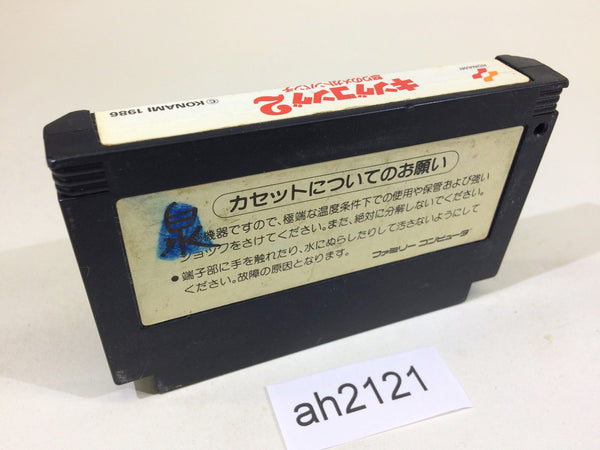 KONAMI
キングコング2
怒りのメガトンパンチ
© KONAMI 1986
カセットについてのお願い
機器ですので、極端な温度条件下での使用や保管および強い
ショックをさけてください。また、絶対に分解しないでください。
● 端子部に手を触れたり、水にぬらしたりして汚さないようにして
ください。故障の原因となります。
ファミリー コンピュータ
泉
ah2121